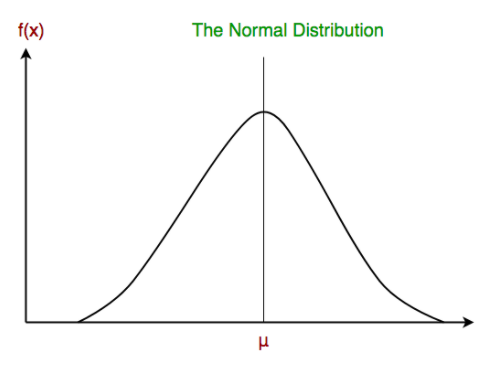 f(x)
The Normal Distribution
μ